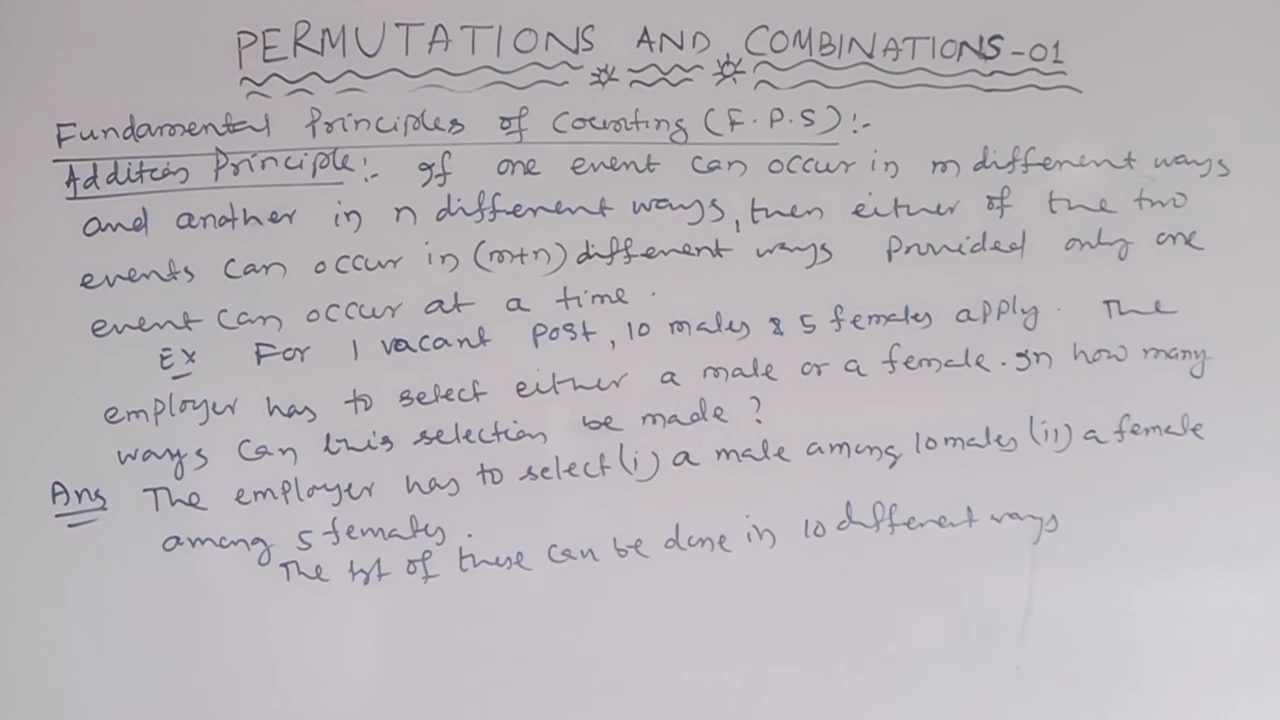 PERMUTATIONS AND COMBINATIONS-01
Fundamental Principles of Counting (F.P.S):-
Addition Principle:- If one event can occur in m different ways
and another in n different ways, then either of the two
events can occur in (m+n) different ways provided only one
event can occur at a time.
Ex For 1 vacant post, 10 males & 5 females apply. The
employer has to select either a male or a female. In how many
ways can this selection be made?
Ans The employer has to select (i) a male among 10 males (ii) a female
among 5 females.
The 1st of these can be done in 10 different ways